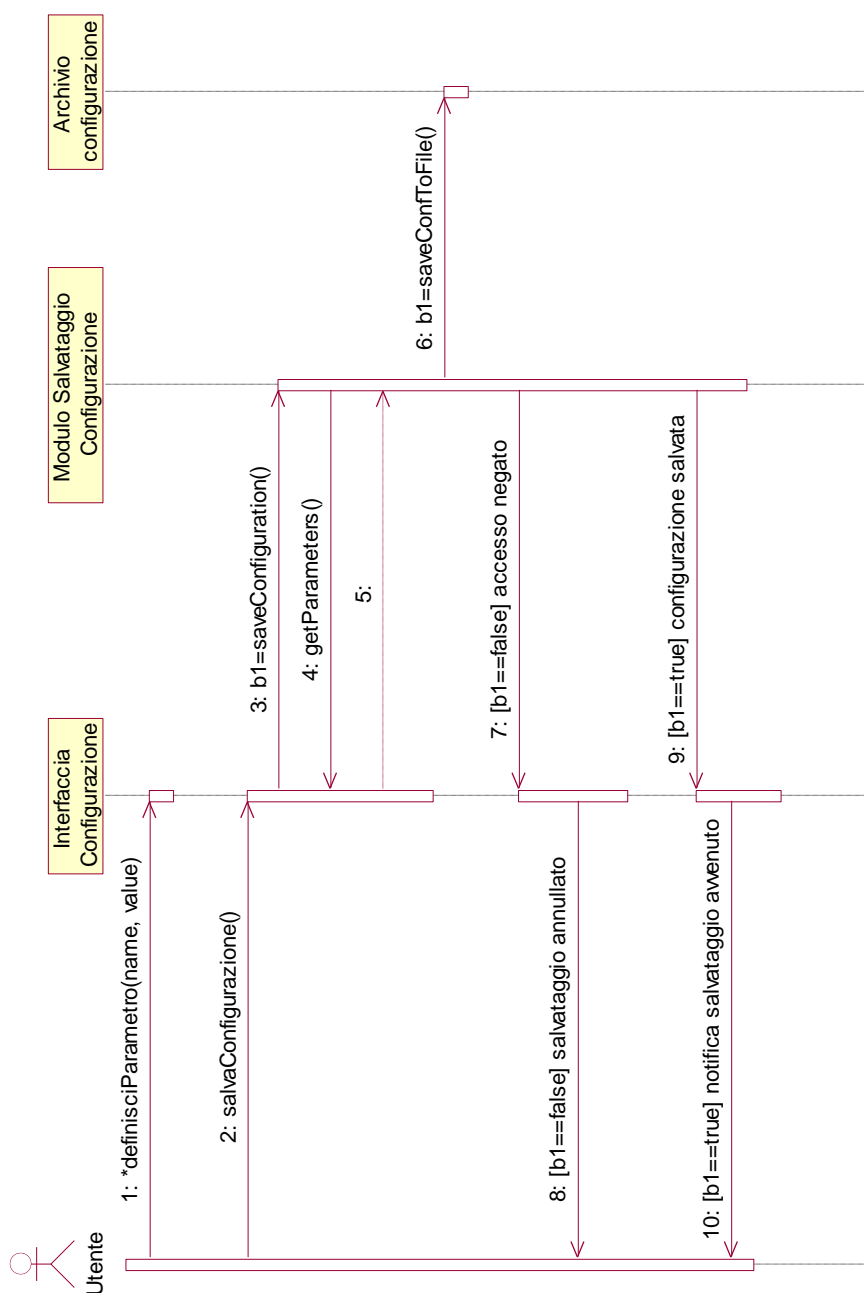 Utente
Interfaccia
Configurazione
Modulo Salvataggio
Configurazione
Archivio
configurazione
1: *definisciParametro(name, value)
2: salvaConfigurazione()
3: b1=saveConfiguration()
4: getParameters()
5:
6: b1=saveConfToFile()
7: [b1==false] accesso negato
8: [b1==false] salvataggio annullato
9: [b1==true] configurazione salvata
10: [b1==true] notifica salvataggio avvenuto